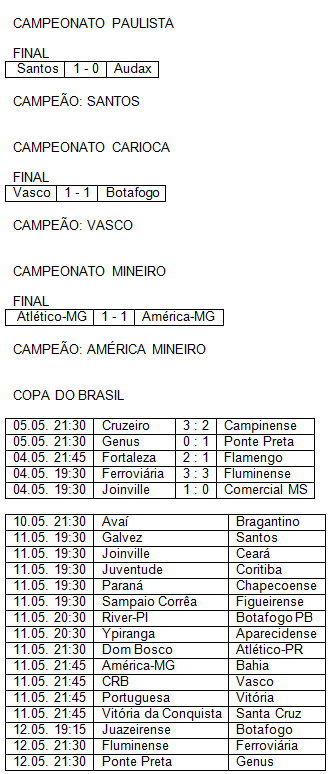 CAMPEONATO PAULISTA
FINAL
Santos 1 - 0 Audax
CAMPEÃO: SANTOS
CAMPEONATO CARIOCA
FINAL
Vasco 1 - 1 Botafogo
CAMPEÃO: VASCO
CAMPEONATO MINEIRO
FINAL
Atlético-MG 1 - 1 América-MG
CAMPEÃO: AMÉRICA MINEIRO
COPA DO BRASIL
05.05. 21:30 Cruzeiro 3 : 2 Campinense
05.05. 21:30 Genus 0 : 1 Ponte Preta
04.05. 21:45 Fortaleza 2 : 1 Flamengo
04.05. 19:30 Ferroviária 3 : 3 Fluminense
04.05. 19:30 Joinville 1 : 0 Comercial MS
10.05. 21:30 Avaí Bragantino
11.05. 19:30 Galvez Santos
11.05. 19:30 Joinville Ceará
11.05. 19:30 Juventude Coritiba
11.05. 19:30 Paraná Chapecoense
11.05. 19:30 Sampaio Corrêa Figueirense
11.05. 20:30 River-PI Botafogo PB
11.05. 20:30 Ypiranga Aparecidense
11.05. 21:30 Dom Bosco Atlético-PR
11.05. 21:45 América-MG Bahia
11.05. 21:45 CRB Vasco
11.05. 21:45 Portuguesa Vitória
11.05. 21:45 Vitória da Conquista Santa Cruz
12.05. 19:15 Juazeirense Botafogo
12.05. 21:30 Fluminense Ferroviária
12.05. 21:30 Ponte Preta Genus